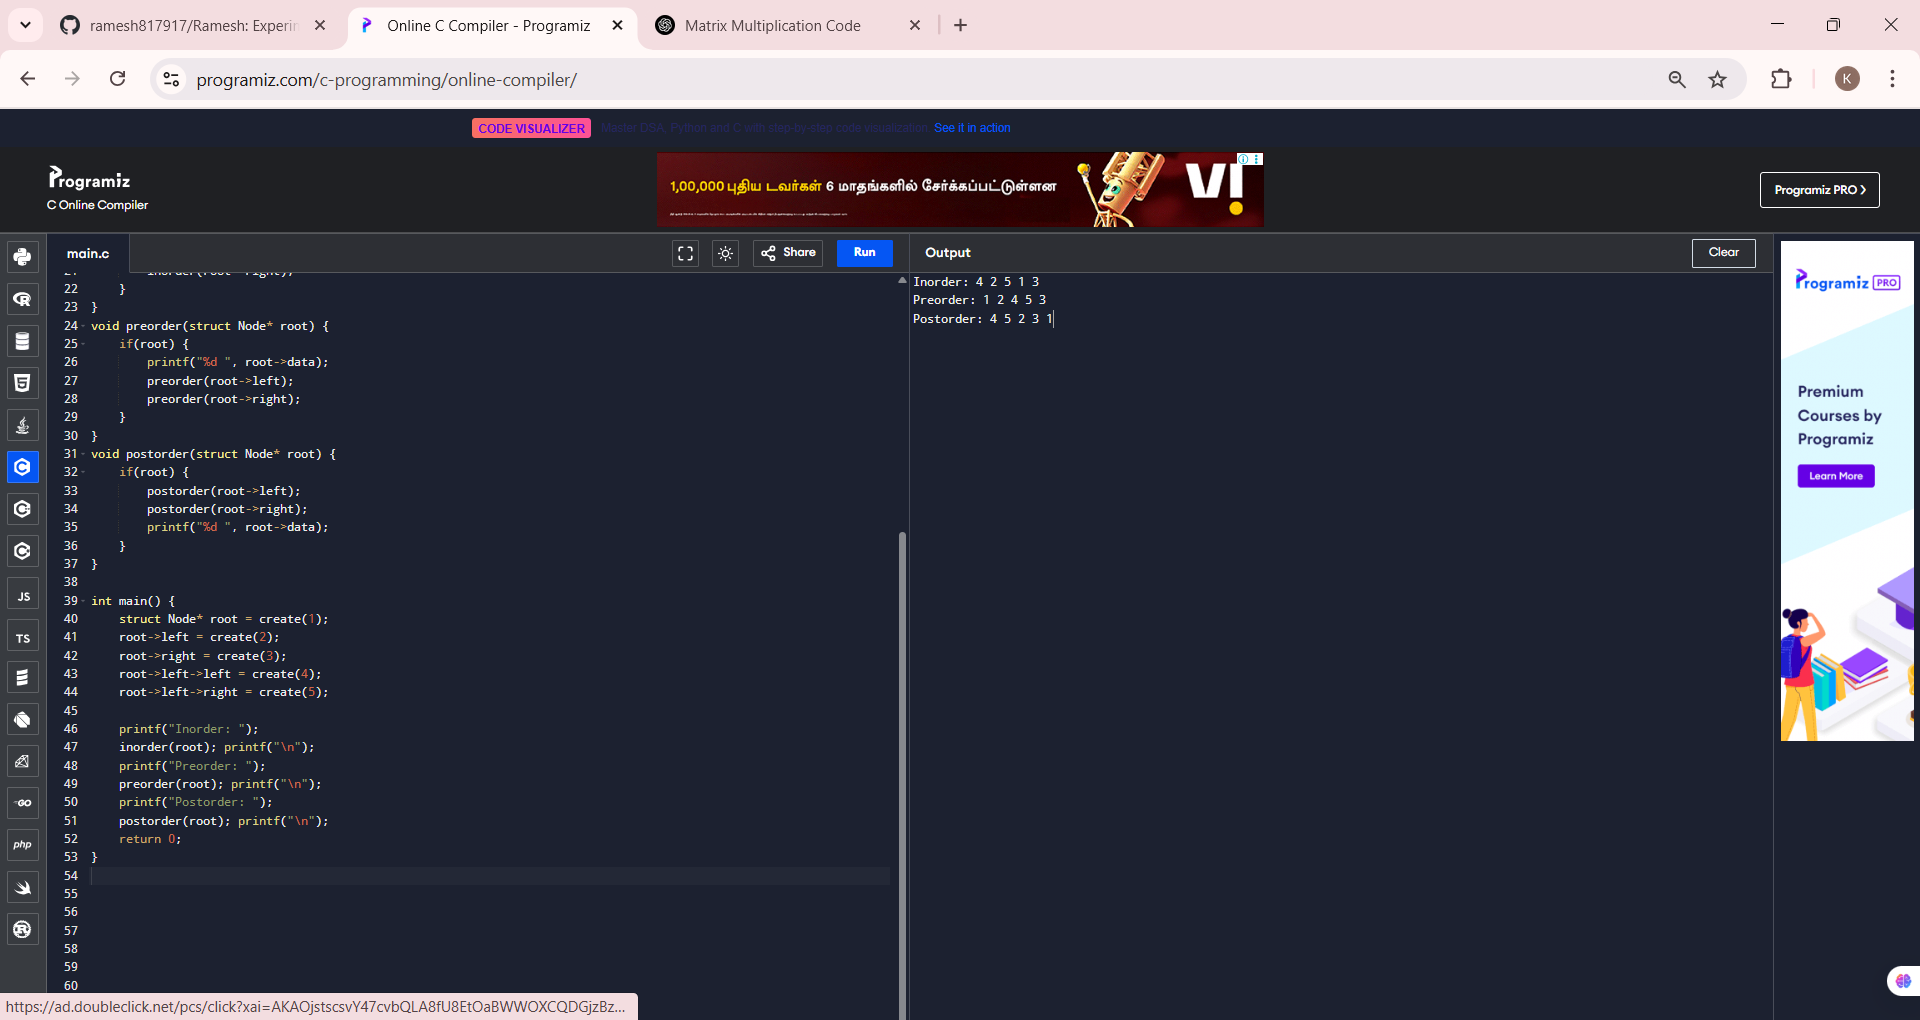 ramesh817917/Ramesh: Experin
Online C Compiler - Programiz
Matrix Multiplication Code
programiz.com/c-programming/online-compiler/
K
CODE VISUALIZER Master DSA, Python and C with step-by-step code visualization. See it in action
Programiz
C Online Compiler
1,00,000 புதிய டவர்கள் 6 மாதங்களில் சேர்க்கப்பட்டுள்ளன
VI
Programiz PRO
main.c
Share
Run
Output
Clear
21 inorder(root->right);
22 }
23 }
24 void preorder(struct Node* root) {
25 if(root) {
26 printf("%d ", root->data);
27 preorder(root->left);
28 preorder(root->right);
29 }
30 }
31 void postorder(struct Node* root) {
32 if(root) {
33 postorder(root->left);
34 postorder(root->right);
35 printf("%d ", root->data);
36 }
37 }
38
39 int main() {
40 struct Node* root = create(1);
41 root->left = create(2);
42 root->right = create(3);
43 root->left->left = create(4);
44 root->left->right = create(5);
45
46 printf("Inorder: ");
47 inorder(root); printf("\n");
48 printf("Preorder: ");
49 preorder(root); printf("\n");
50 printf("Postorder: ");
51 postorder(root); printf("\n");
52 return 0;
53 }
54
55
56
57
58
59
60
Inorder: 4 2 5 1 3
Preorder: 1 2 4 5 3
Postorder: 4 5 2 3 1
Programiz PRO
Premium
Courses by
Programiz
Learn More
JS
TS
GO
php
https://ad.doubleclick.net/pcs/click?xai=AKAOjstscsvY47cvbQLA8fU8EtOaBWWOXCQDGjzBz...